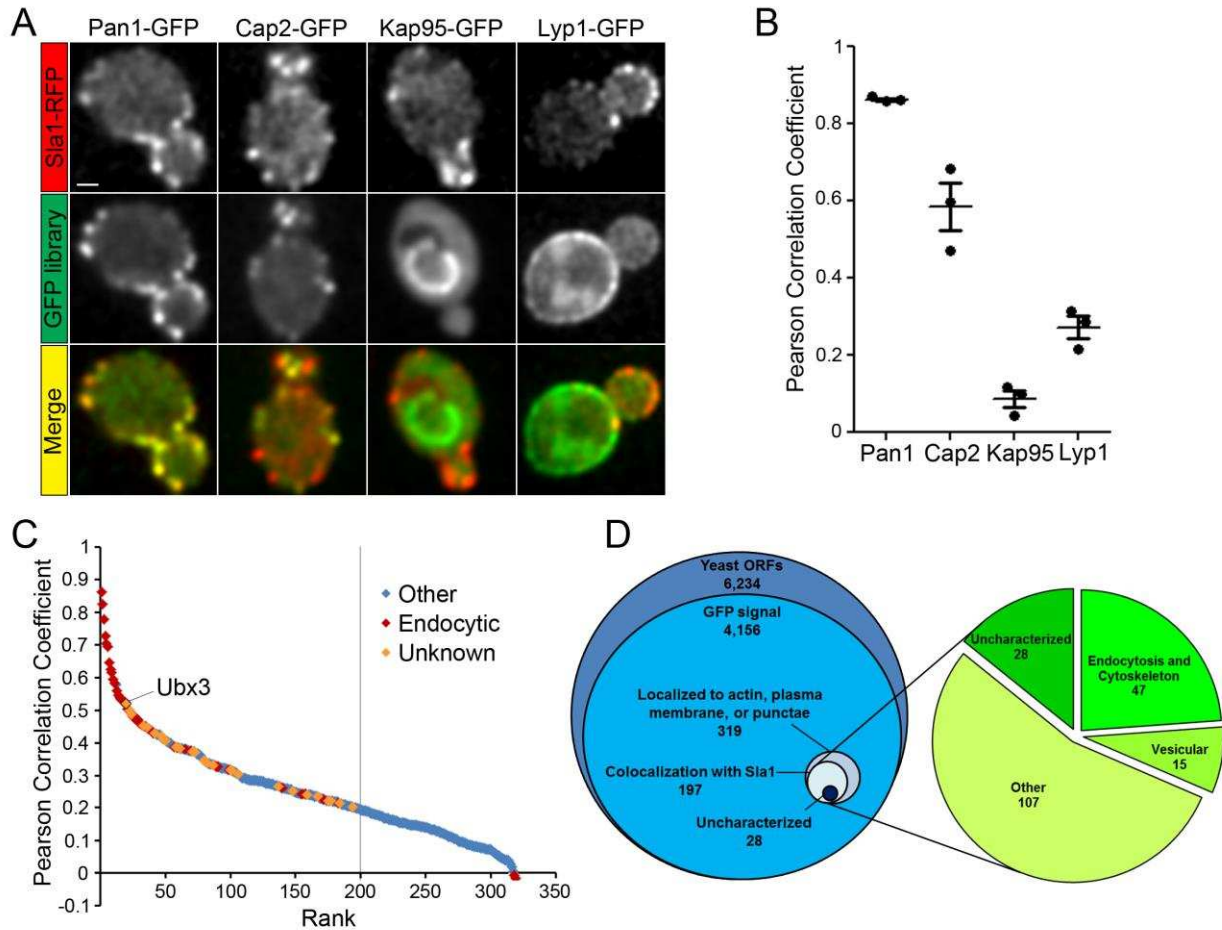 A
Pan1-GFP Cap2-GFP Kap95-GFP Lyp1-GFP
Sla1-RFP
GFP library
Merge
B
Pearson Correlation Coefficient
1
0.8
0.6
0.4
0.2
0
Pan1 Cap2 Kap95 Lyp1
C
Pearson Correlation Coefficient
1
0.9
0.8
0.7
0.6
0.5
0.4
0.3
0.2
0.1
0
-0.1
Ubx3
Other
Endocytic
Unknown
50 100 150 200 250 300 350
Rank
D
Yeast ORFs
6,234
GFP signal
4,156
Localized to actin, plasma
membrane, or punctae
319
Colocalization with Sla1
197
Uncharacterized
28
Uncharacterized
28
Endocytosis and
Cytoskeleton
47
Vesicular
15
Other
107